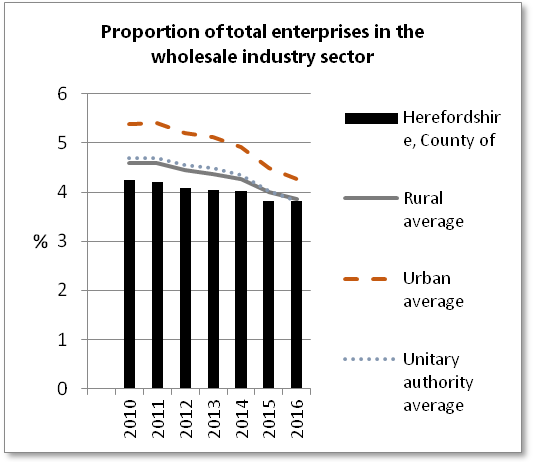 Proportion of total enterprises in the
wholesale industry sector
6
5
4
3
2
1
0
%
2010
2011
2012
2013
2014
2015
2016
Herefordshir
e, County of
Rural
average
Urban
average
Unitary
authority
average